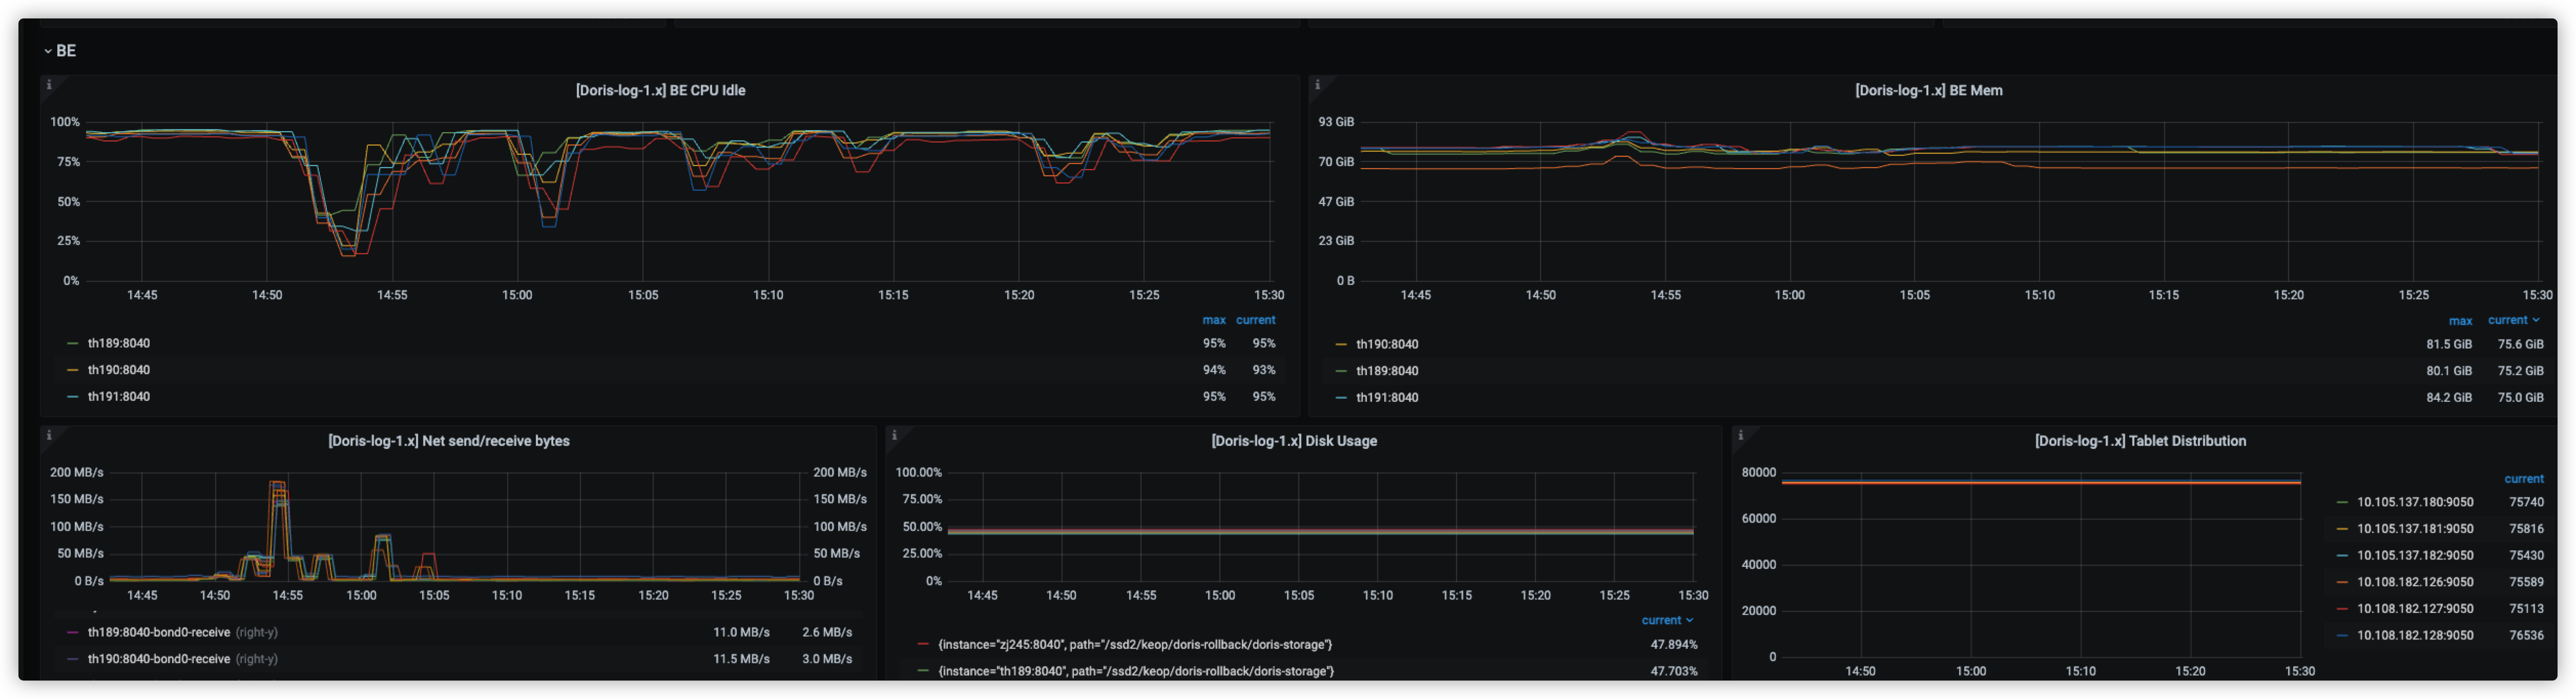 BE
[Doris-log-1.x] BE CPU Idle
100%
75%
50%
25%
0%
14:45 14:50 14:55 15:00 15:05 15:10 15:15 15:20 15:25 15:30
max current
th189:8040 95% 95%
th190:8040 94% 93%
th191:8040 95% 95%
[Doris-log-1.x] BE Mem
93 GiB
70 GiB
47 GiB
23 GiB
0 B
14:45 14:50 14:55 15:00 15:05 15:10 15:15 15:20 15:25 15:30
max current
th190:8040 81.5 GiB 75.6 GiB
th189:8040 80.1 GiB 75.2 GiB
th191:8040 84.2 GiB 75.0 GiB
[Doris-log-1.x] Net send/receive bytes
200 MB/s 200 MB/s
150 MB/s 150 MB/s
100 MB/s 100 MB/s
50 MB/s 50 MB/s
0 B/s 0 B/s
14:45 14:50 14:55 15:00 15:05 15:10 15:15 15:20 15:25 15:30
th189:8040-bond0-receive (right-y) 11.0 MB/s 2.6 MB/s
th190:8040-bond0-receive (right-y) 11.5 MB/s 3.0 MB/s
[Doris-log-1.x] Disk Usage
100.00%
75.00%
50.00%
25.00%
0%
14:45 14:50 14:55 15:00 15:05 15:10 15:15 15:20 15:25 15:30
current
{instance="zj245:8040", path="/ssd2/keop/doris-rollback/doris-storage"} 47.894%
{instance="th189:8040", path="/ssd2/keop/doris-rollback/doris-storage"} 47.703%
[Doris-log-1.x] Tablet Distribution
80000
60000
40000
20000
0
14:50 15:00 15:10 15:20 15:30
current
10.105.137.180:9050 75740
10.105.137.181:9050 75816
10.105.137.182:9050 75430
10.108.182.126:9050 75589
10.108.182.127:9050 75113
10.108.182.128:9050 76536